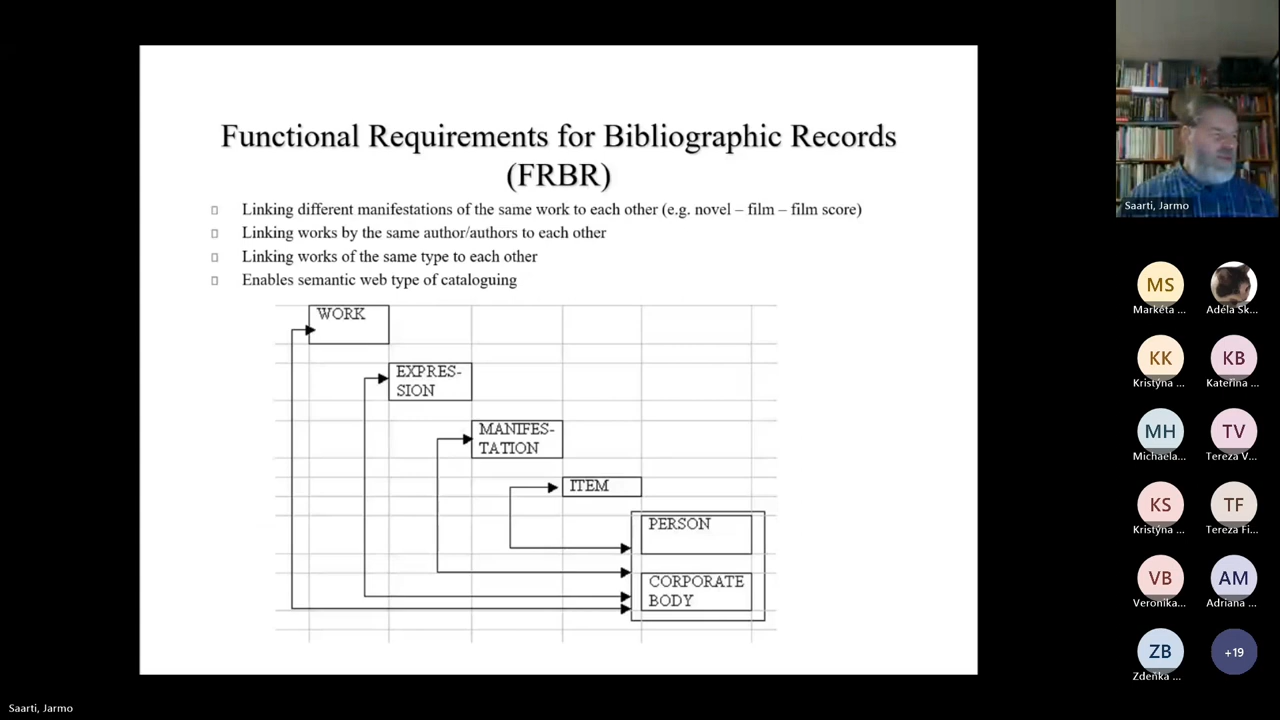 Functional Requirements for Bibliographic Records
(FRBR)
Linking different manifestations of the same work to each other (e.g. novel – film – film score)
Linking works by the same author/authors to each other
Linking works of the same type to each other
Enables semantic web type of cataloguing
WORK
EXPRES-
SION
MANIFES-
TATION
ITEM
PERSON
CORPORATE
BODY
Saarti, Jarmo
MS
Markéta ...
Adéla Sk...
KK
Kristýna ...
KB
Kateřina ...
MH
Michaela...
TV
Tereza V...
KS
Kristýna ...
TF
Tereza Fi...
VB
Veronika...
AM
Adriana ...
ZB
Zdeňka ...
+19
Saarti, Jarmo